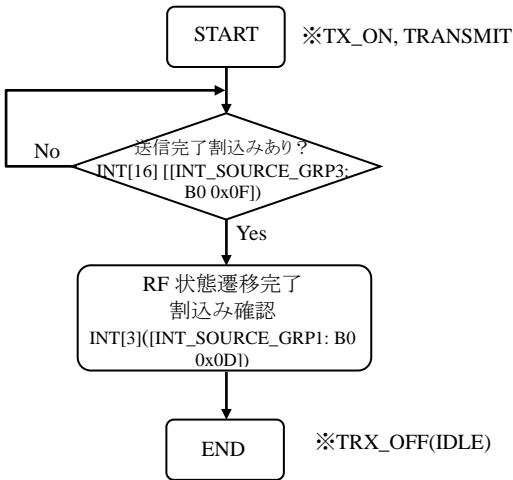 START
※TX_ON, TRANSMIT
No
送信完了割込みあり？
INT[16] [[INT_SOURCE_GRP3:
B0 0x0F])
Yes
RF 状態遷移完了
割込み確認
INT[3]([INT_SOURCE_GRP1: B0
0x0D])
END
※TRX_OFF(IDLE)